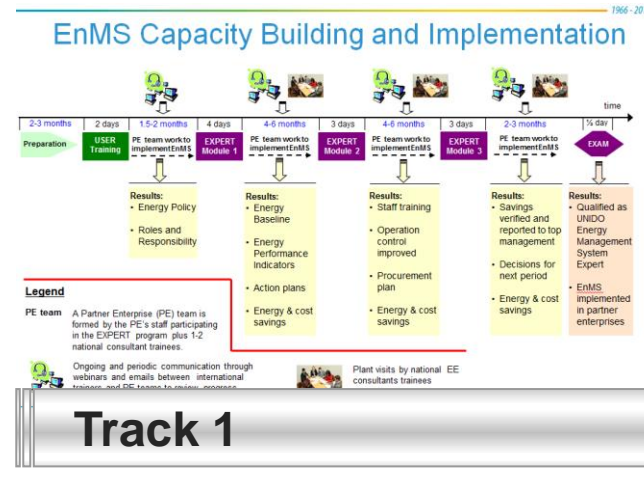 1966 - 20
EnMS Capacity Building and Implementation
time
2-3 months
2 days
1.5-2 months
4 days
4-6 months
3 days
4-6 months
3 days
2-3 months
½ day
Preparation
USER
Training
PE team work to
implement EnMS
EXPERT
Module 1
PE team work to
implement EnMS
EXPERT
Module 2
PE team work to
implement EnMS
EXPERT
Module 3
PE team work to
implement EnMS
EXAM
Results:
• Energy Policy
• Roles and
Responsibility
Results:
• Energy
Baseline
• Energy
Performance
Indicators
• Action plans
• Energy & cost
savings
Results:
• Staff training
• Operation
control
improved
• Procurement
plan
• Energy & cost
savings
Results:
• Savings
verified and
reported to top
management
• Decisions for
next period
• Energy & cost
savings
Results:
• Qualified as
UNIDO
Energy
Management
System
Expert
• EnMS
implemented
in partner
enterprises
Legend
PE team
A Partner Enterprise (PE) team is
formed by the PE's staff participating
in the EXPERT program plus 1-2
national consultant trainees.
Ongoing and periodic communication through
webinars and emails between international
trainers and PE teams to review progress
Plant visits by national EE
consultants trainees
Track 1